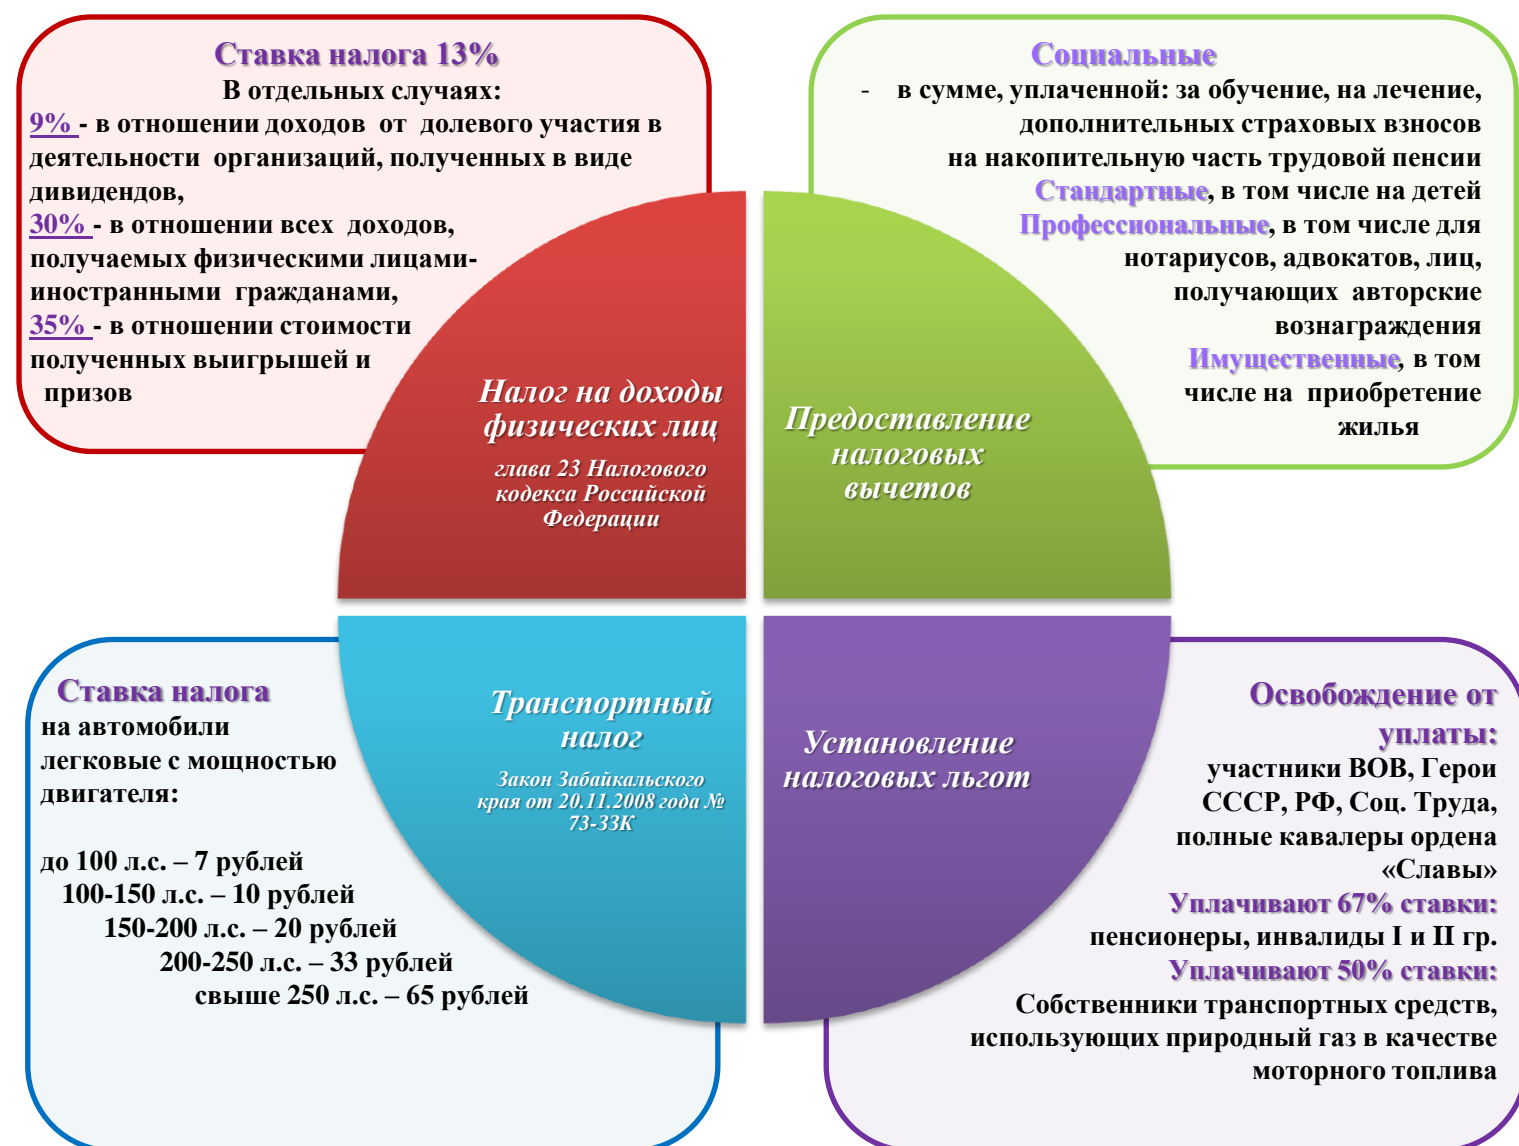 Ставка налога 13%
В отдельных случаях:
9% - в отношении доходов от долевого участия в
деятельности организаций, полученных в виде
дивидендов,
30% - в отношении всех доходов,
получаемых физическими лицами-
иностранными гражданами,
35% - в отношении стоимости
полученных выигрышей и
призов
Социальные
- в сумме, уплаченной: за обучение, на лечение,
дополнительных страховых взносов
на накопительную часть трудовой пенсии
Стандартные, в том числе на детей
Профессиональные, в том числе для
нотариусов, адвокатов, лиц,
получающих авторские
вознаграждения
Имущественные, в том
числе на приобретение
жилья
Налог на доходы
физических лиц
глава 23 Налогового
кодекса Российской
Федерации
Предоставление
налоговых
вычетов
Ставка налога
на автомобили
легковые с мощностью
двигателя:
до 100 л.с. – 7 рублей
100-150 л.с. – 10 рублей
150-200 л.с. – 20 рублей
200-250 л.с. – 33 рублей
свыше 250 л.с. – 65 рублей
Транспортный
налог
Закон Забайкальского
края от 20.11.2008 года №
73-ЗЗК
Установление
налоговых льгот
Освобождение от
уплаты:
участники ВОВ, Герои
СССР, РФ, Соц. Труда,
полные кавалеры ордена
«Славы»
Уплачивают 67% ставки:
пенсионеры, инвалиды I и II гр.
Уплачивают 50% ставки:
Собственники транспортных средств,
использующих природный газ в качестве
моторного топлива